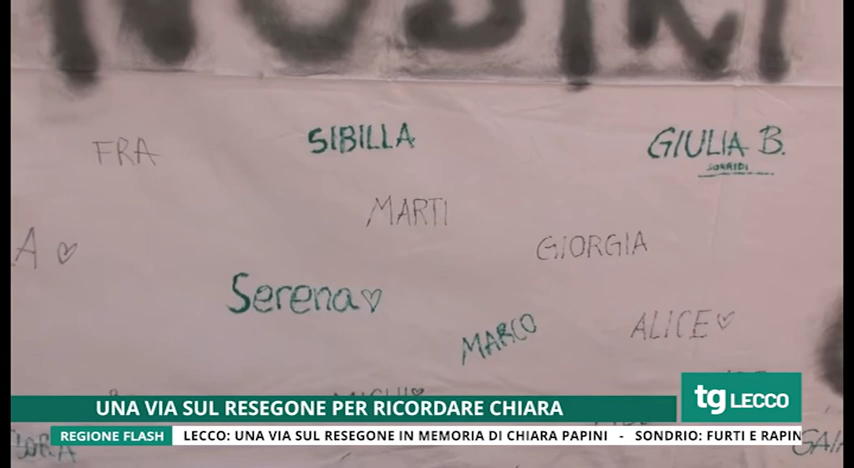 NOSTRI
FRA
SIBILLA
GIULIA B.
SORRIDI
MARTI
A ♡
GIORGIA
Serena♡
MARCO
ALICE♡
UNA VIA SUL RESEGONE PER RICORDARE CHIARA
tg LECCO
REGIONE FLASH
LECCO: UNA VIA SUL RESEGONE IN MEMORIA DI CHIARA PAPINI - SONDRIO: FURTI E RAPIN